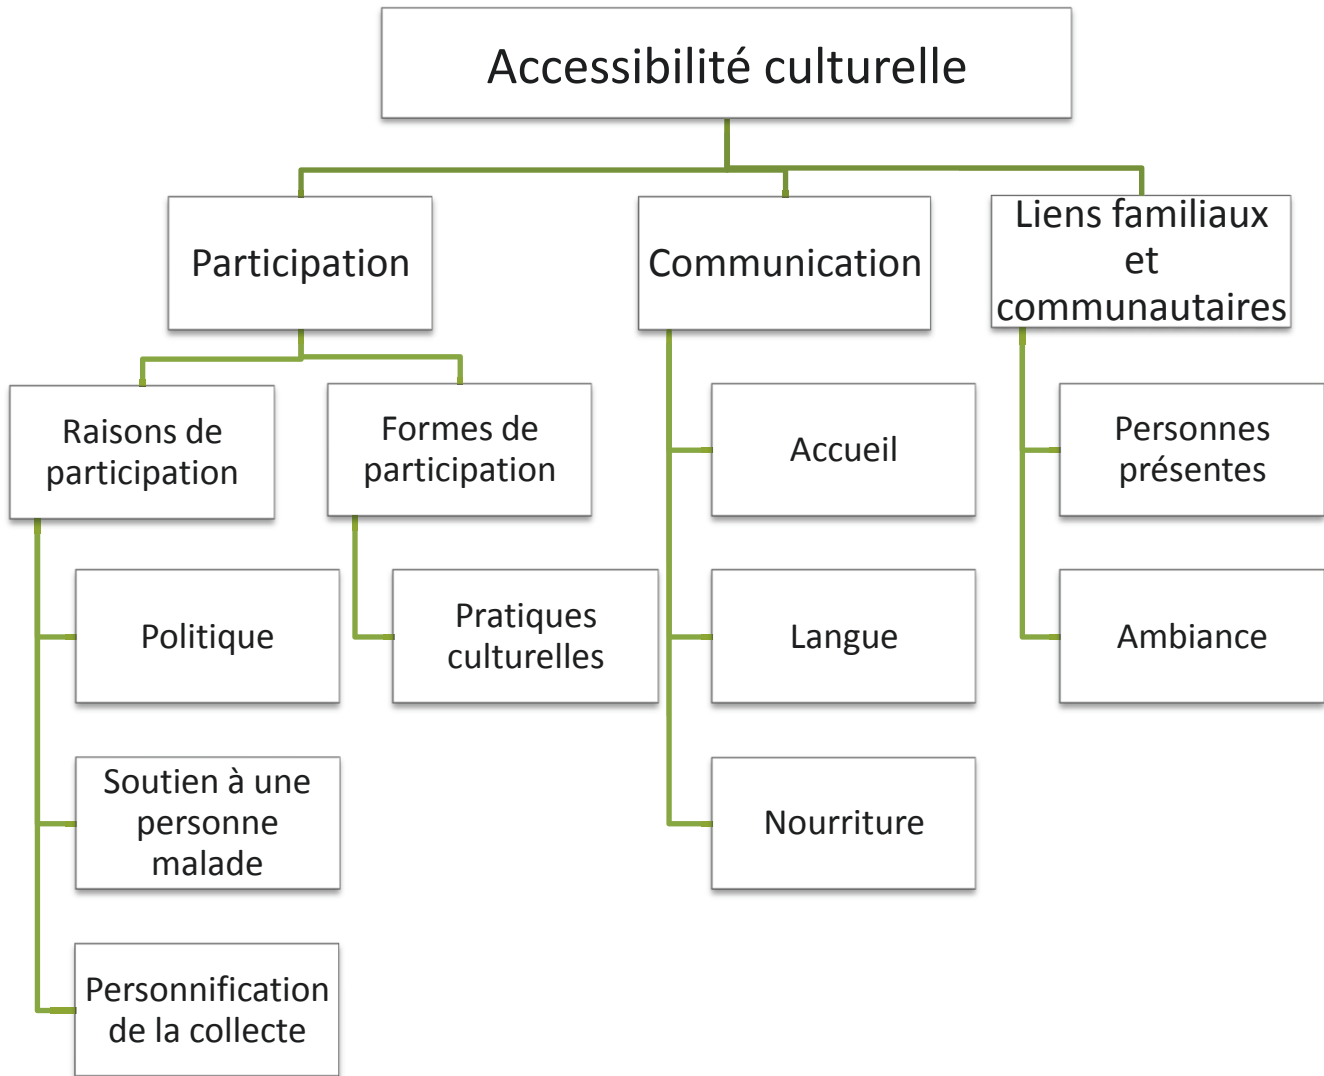 Accessibilité culturelle
Participation
Communication
Liens familiaux
et
communautaires
Raisons de
participation
Formes de
participation
Accueil
Personnes
présentes
Politique
Pratiques
culturelles
Langue
Ambiance
Soutien à une
personne
malade
Nourriture
Personnification
de la collecte